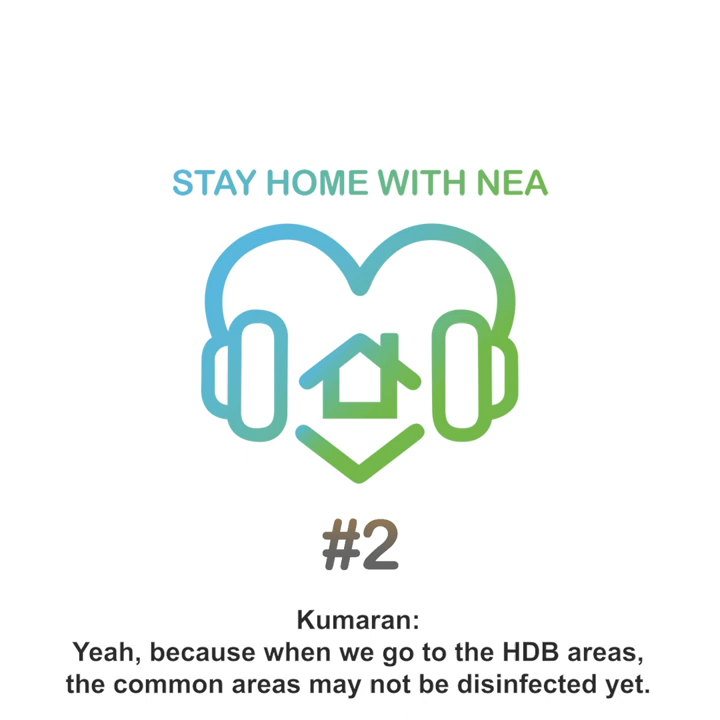 STAY HOME WITH NEA
#2
Kumaran:
Yeah, because when we go to the HDB areas,
the common areas may not be disinfected yet.